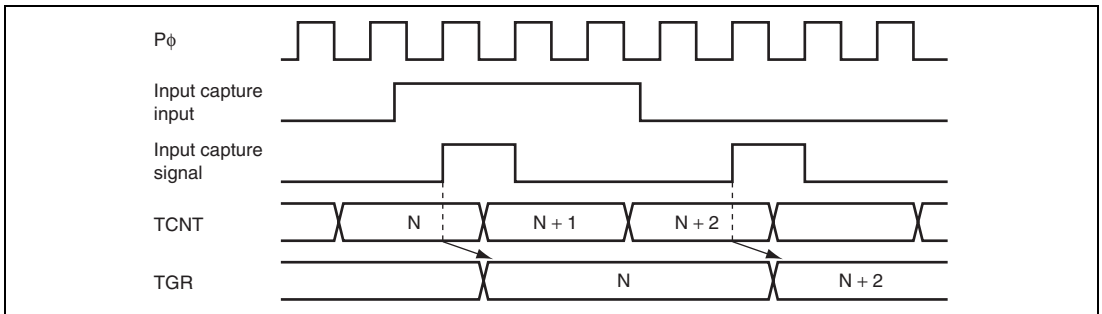 Pϕ
Input capture
input
Input capture
signal
TCNT
N
N + 1
N + 2
TGR
N
N + 2